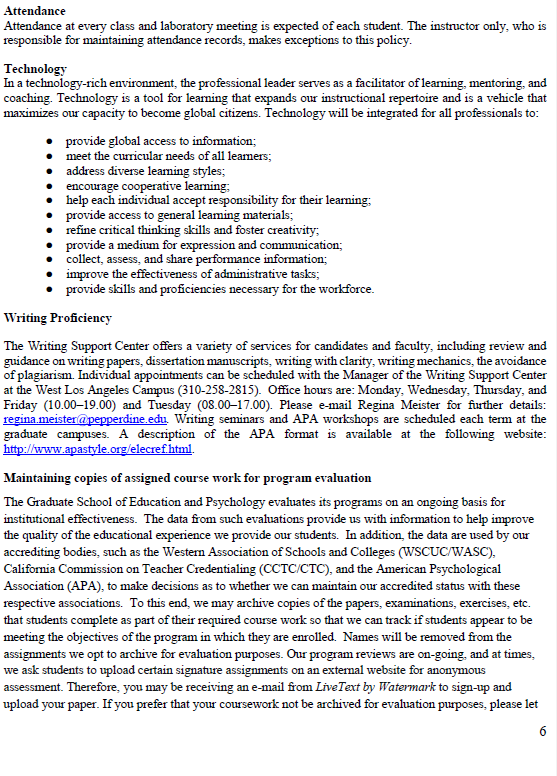 Attendance
Attendance at every class and laboratory meeting is expected of each student. The instructor only, who is
responsible for maintaining attendance records, makes exceptions to this policy.
Technology
In a technology-rich environment, the professional leader serves as a facilitator of learning, mentoring, and
coaching. Technology is a tool for learning that expands our instructional repertoire and is a vehicle that
maximizes our capacity to become global citizens. Technology will be integrated for all professionals to:
● provide global access to information;
● meet the curricular needs of all learners;
● address diverse learning styles;
● encourage cooperative learning;
● help each individual accept responsibility for their learning;
● provide access to general learning materials;
● refine critical thinking skills and foster creativity;
● provide a medium for expression and communication;
● collect, assess, and share performance information;
● improve the effectiveness of administrative tasks;
● provide skills and proficiencies necessary for the workforce.
Writing Proficiency
The Writing Support Center offers a variety of services for candidates and faculty, including review and
guidance on writing papers, dissertation manuscripts, writing with clarity, writing mechanics, the avoidance
of plagiarism. Individual appointments can be scheduled with the Manager of the Writing Support Center
at the West Los Angeles Campus (310-258-2815). Office hours are: Monday, Wednesday, Thursday, and
Friday (10.00–19.00) and Tuesday (08.00–17.00). Please e-mail Regina Meister for further details:
regina.meister@pepperdine.edu. Writing seminars and APA workshops are scheduled each term at the
graduate campuses. A description of the APA format is available at the following website:
http://www.apastyle.org/elecref.html.
Maintaining copies of assigned course work for program evaluation
The Graduate School of Education and Psychology evaluates its programs on an ongoing basis for
institutional effectiveness. The data from such evaluations provide us with information to help improve
the quality of the educational experience we provide our students. In addition, the data are used by our
accrediting bodies, such as the Western Association of Schools and Colleges (WSCUC/WASC),
California Commission on Teacher Credentialing (CCTC/CTC), and the American Psychological
Association (APA), to make decisions as to whether we can maintain our accredited status with these
respective associations. To this end, we may archive copies of the papers, examinations, exercises, etc.
that students complete as part of their required course work so that we can track if students appear to be
meeting the objectives of the program in which they are enrolled. Names will be removed from the
assignments we opt to archive for evaluation purposes. Our program reviews are on-going, and at times,
we ask students to upload certain signature assignments on an external website for anonymous
assessment. Therefore, you may be receiving an e-mail from LiveText by Watermark to sign-up and
upload your paper. If you prefer that your coursework not be archived for evaluation purposes, please let
6